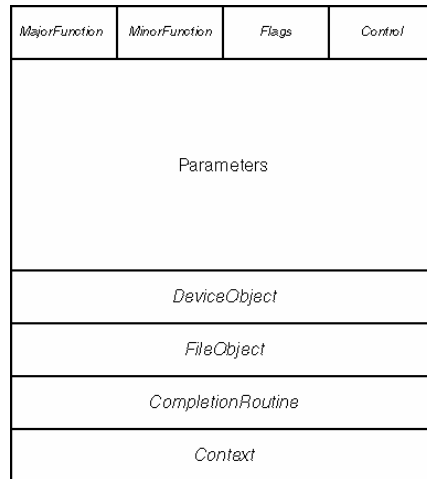 MajorFunction MinorFunction Flags Control
Parameters
DeviceObject
FileObject
CompletionRoutine
Context